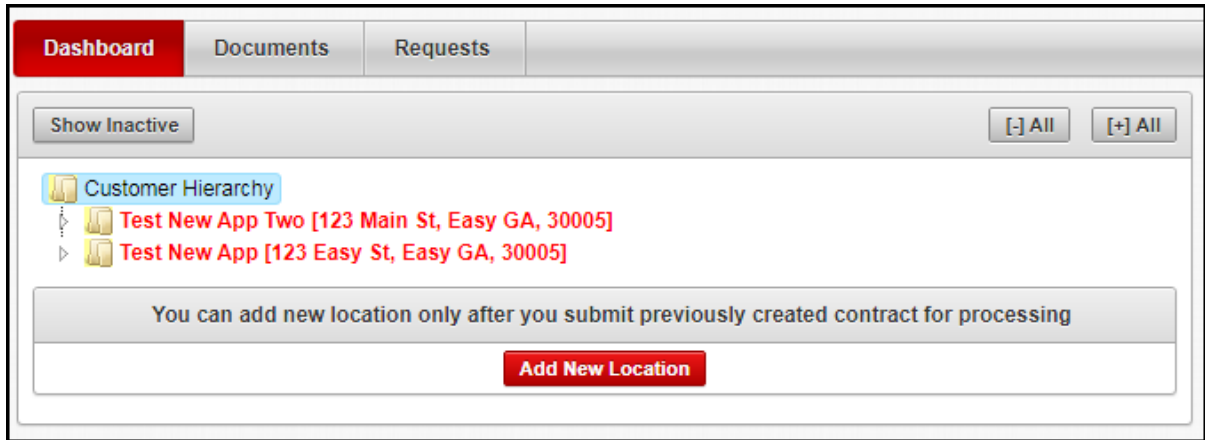 Dashboard Documents Requests
Show Inactive [-] All [+] All
Customer Hierarchy
Test New App Two [123 Main St, Easy GA, 30005]
Test New App [123 Easy St, Easy GA, 30005]
You can add new location only after you submit previously created contract for processing
Add New Location